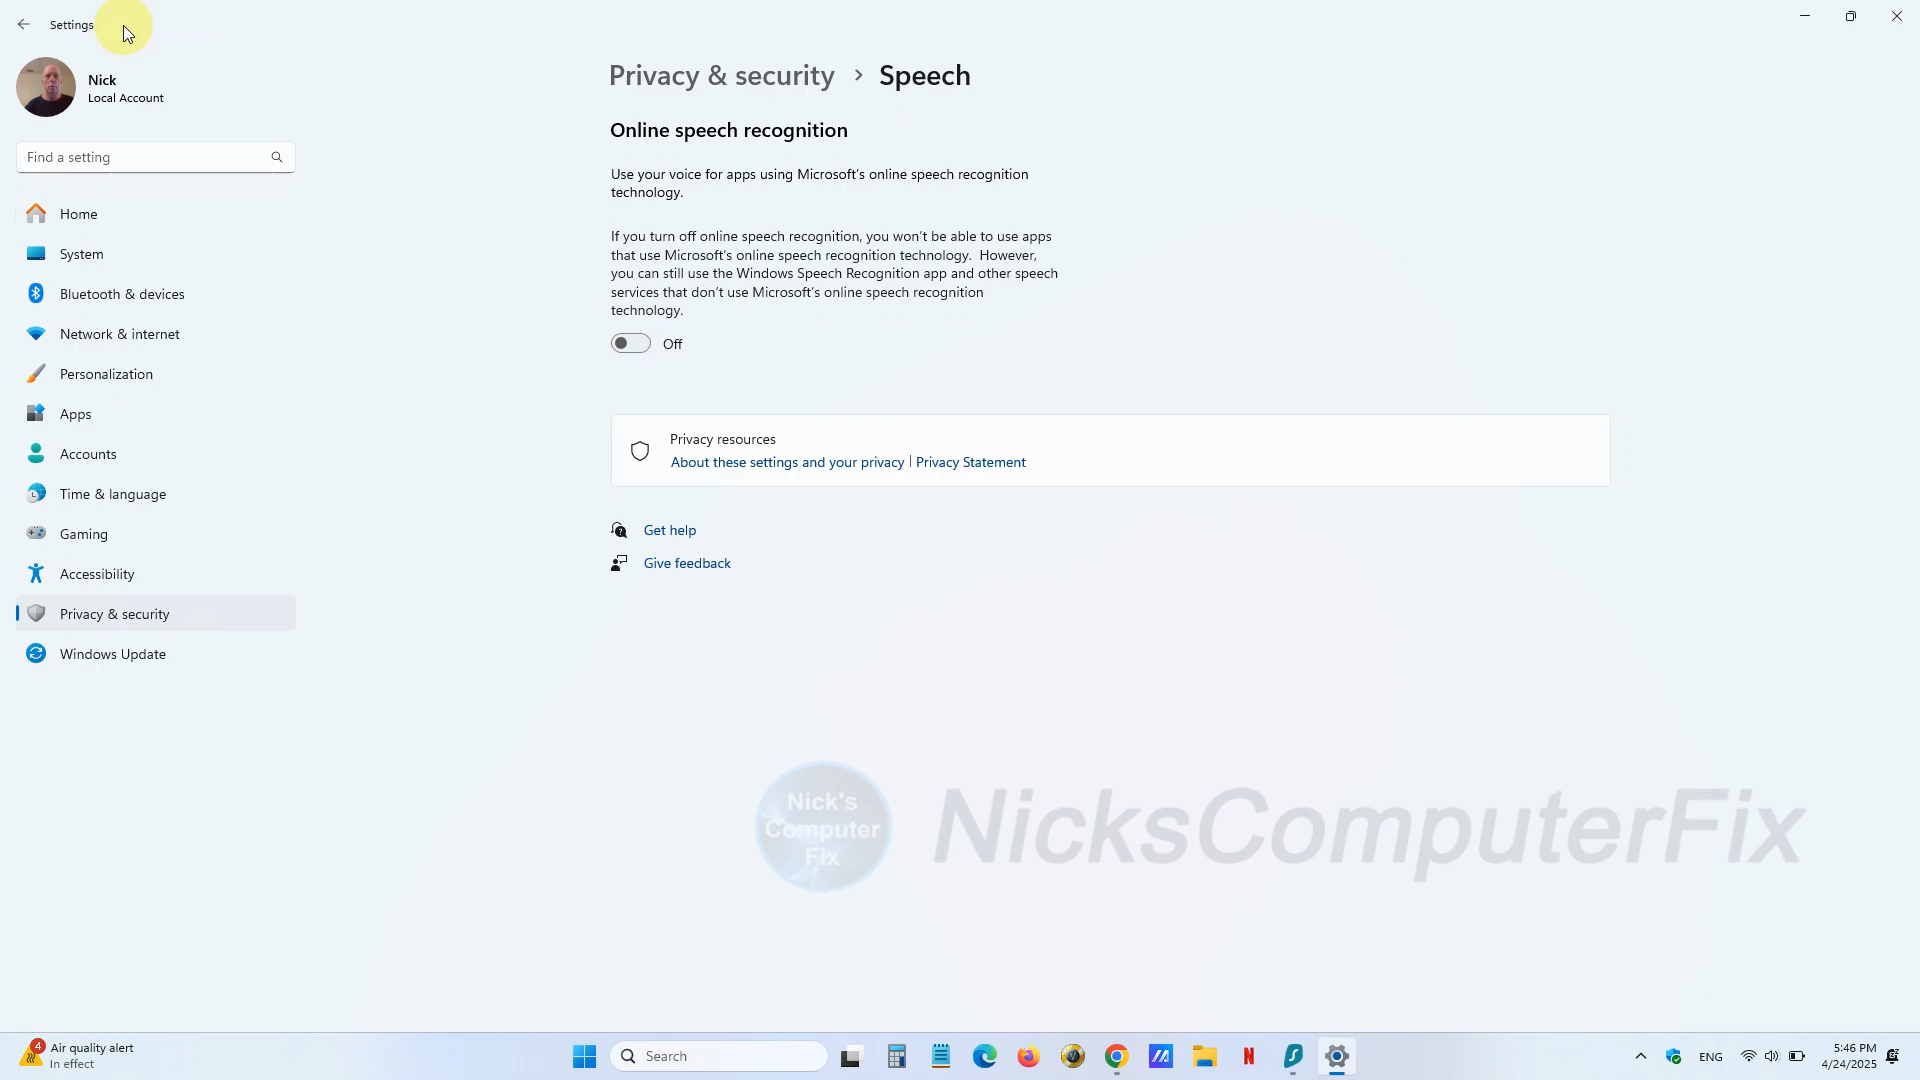 Settings
Nick
Local Account
Find a setting
Home
System
Bluetooth & devices
Network & internet
Personalization
Apps
Accounts
Time & language
Gaming
Accessibility
Privacy & security
Windows Update
Privacy & security > Speech
Online speech recognition
Use your voice for apps using Microsoft's online speech recognition
technology.
If you turn off online speech recognition, you won't be able to use apps
that use Microsoft's online speech recognition technology. However,
you can still use the Windows Speech Recognition app and other speech
services that don't use Microsoft's online speech recognition
technology.
Off
Privacy resources
About these settings and your privacy | Privacy Statement
Get help
Give feedback
Nick's
Computer
Fix
NicksComputerFix
4
Air quality alert
In effect
Search
N
ENG
5:46 PM
4/24/2025